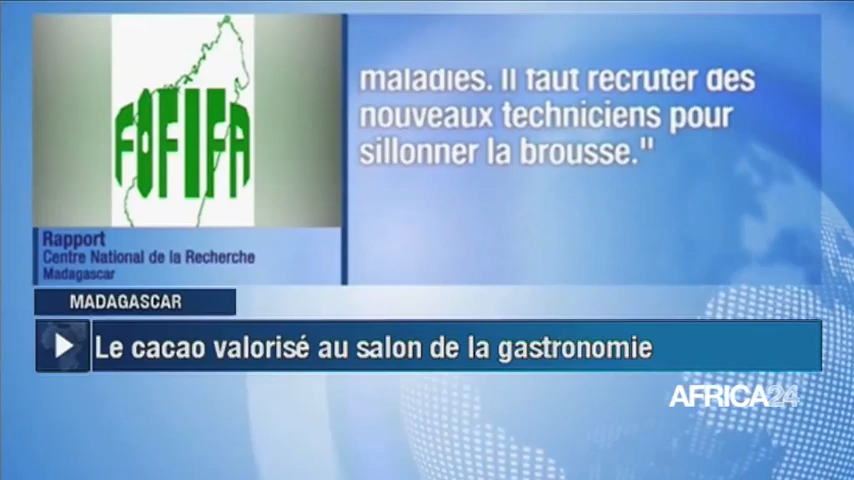 FOFIFA
maladies. Il faut recruter des
nouveaux techniciens pour
sillonner la brousse."
Rapport
Centre National de la Recherche
Madagascar
MADAGASCAR
Le cacao valorisé au salon de la gastronomie
AFRICA24